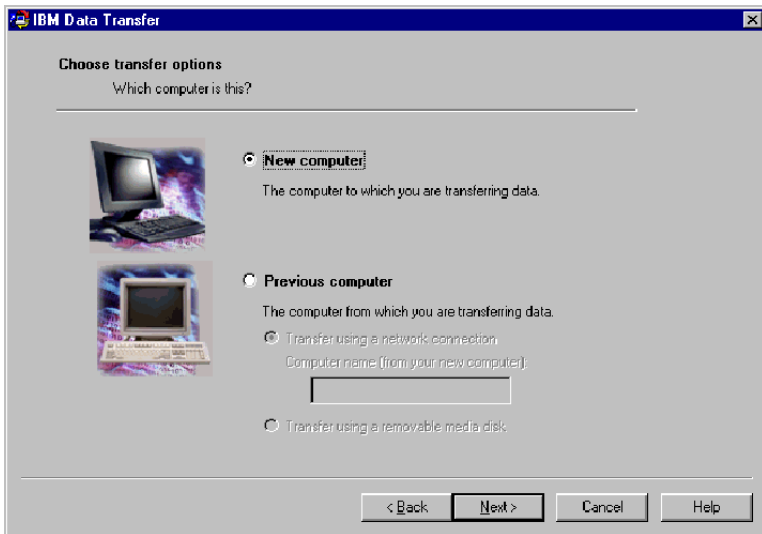 IBM Data Transfer
Choose transfer options
Which computer is this?
New computer
The computer to which you are transferring data.
Previous computer
The computer from which you are transferring data.
Transfer using a network connection
Computer name (from your new computer):
Transfer using a removable media disk
< Back Next > Cancel Help